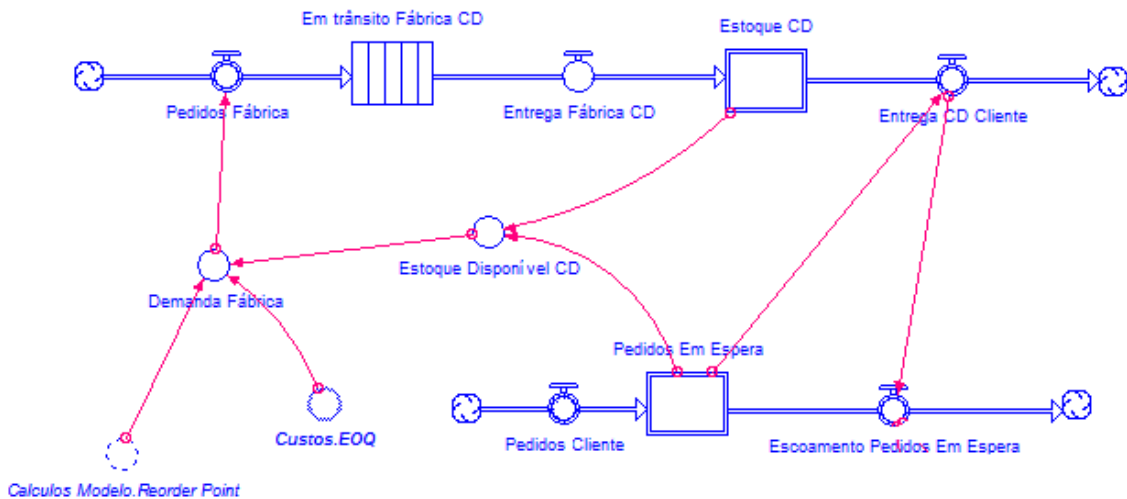 Em trânsito Fábrica CD
Estoque CD
Pedidos Fábrica
Entrega Fábrica CD
Entrega CD Cliente
Estoque Disponível CD
Demanda Fábrica
Pedidos Em Espera
Custos.EOQ
Pedidos Cliente
Escoamento Pedidos Em Espera
Calculos Modelo.Reorder Point